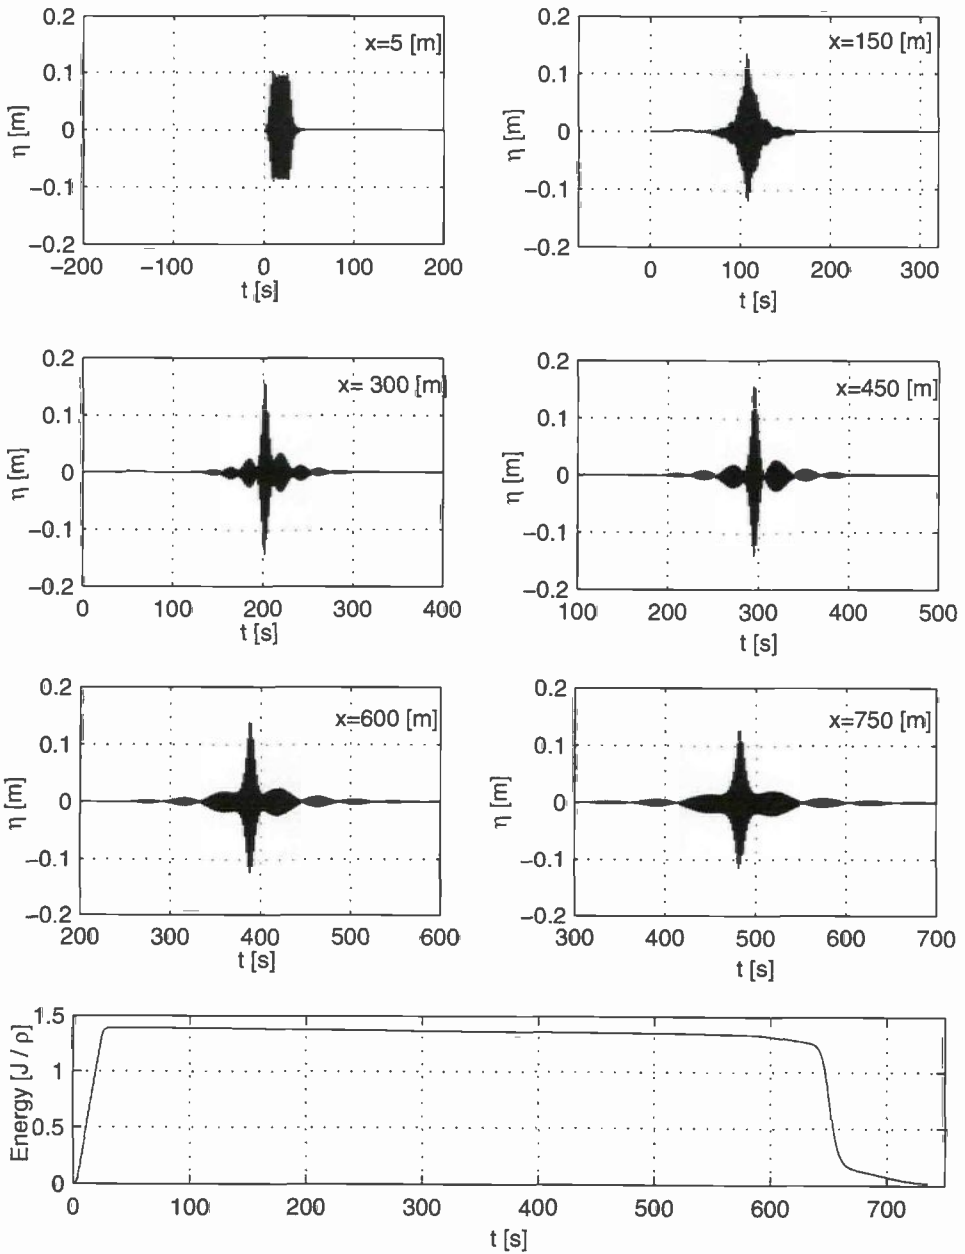 x=5 [m]
η [m]
0.2
0.1
0
−0.1
−0.2
−200 −100 0 100 200
t [s]
x=150 [m]
η [m]
0.2
0.1
0
−0.1
−0.2
0 100 200 300
t [s]
x= 300 [m]
η [m]
0.2
0.1
0
−0.1
−0.2
0 100 200 300 400
t [s]
x=450 [m]
η [m]
0.2
0.1
0
−0.1
−0.2
100 200 300 400 500
t [s]
x=600 [m]
η [m]
0.2
0.1
0
−0.1
−0.2
200 300 400 500 600
t [s]
x=750 [m]
η [m]
0.2
0.1
0
−0.1
−0.2
300 400 500 600 700
t [s]
Energy [J / ρ]
1.5
1
0.5
0
0 100 200 300 400 500 600 700
t [s]